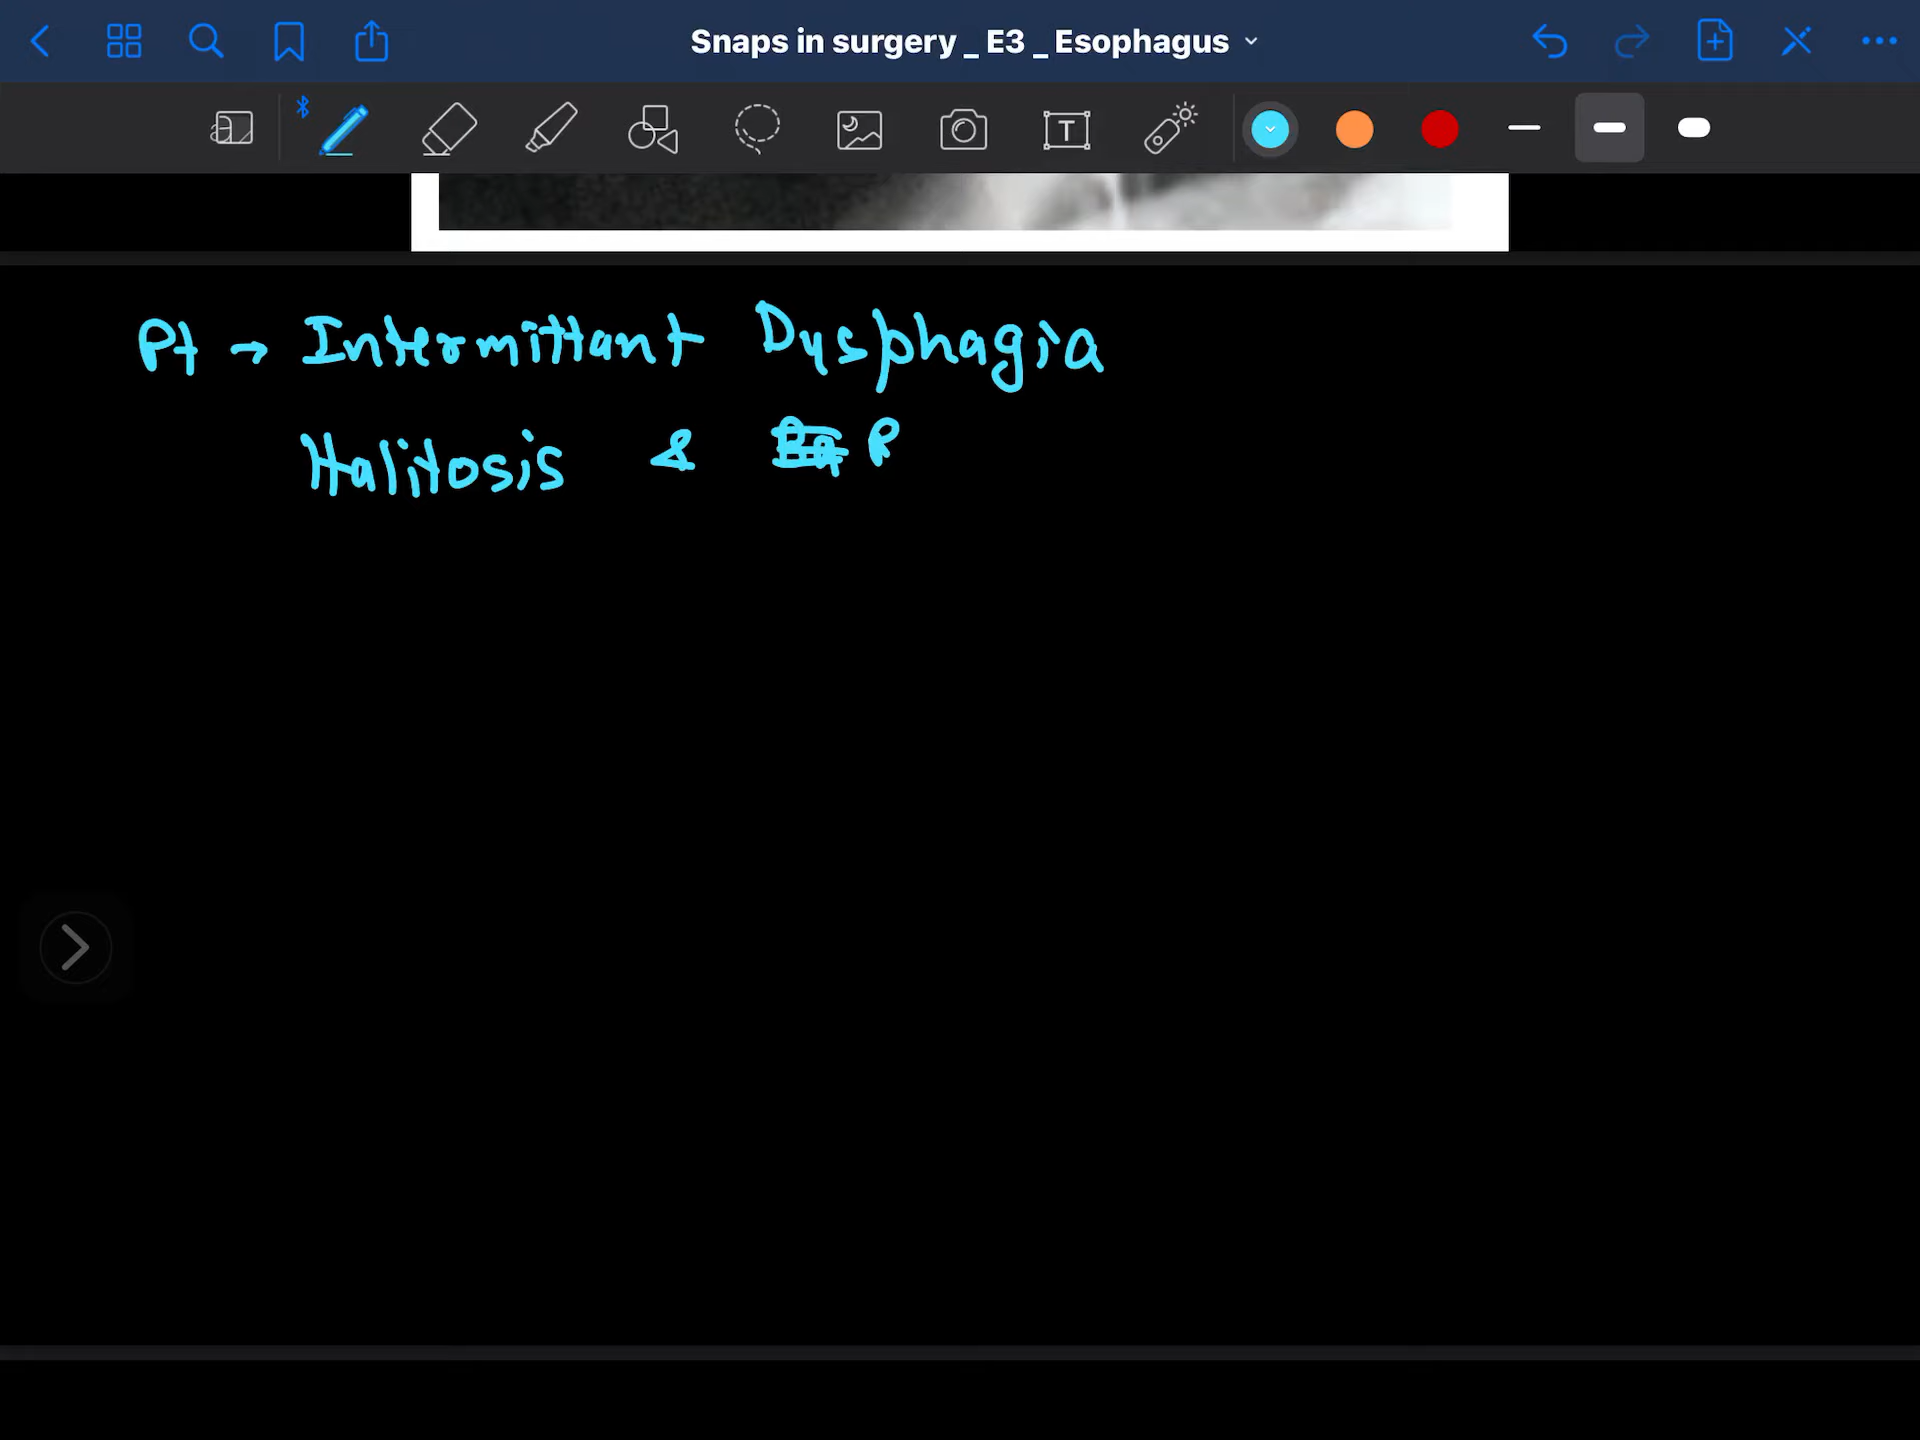 Snaps in surgery _ E3 _ Esophagus
T
Pt → Intermittant Dysphagia
Halitosis & R